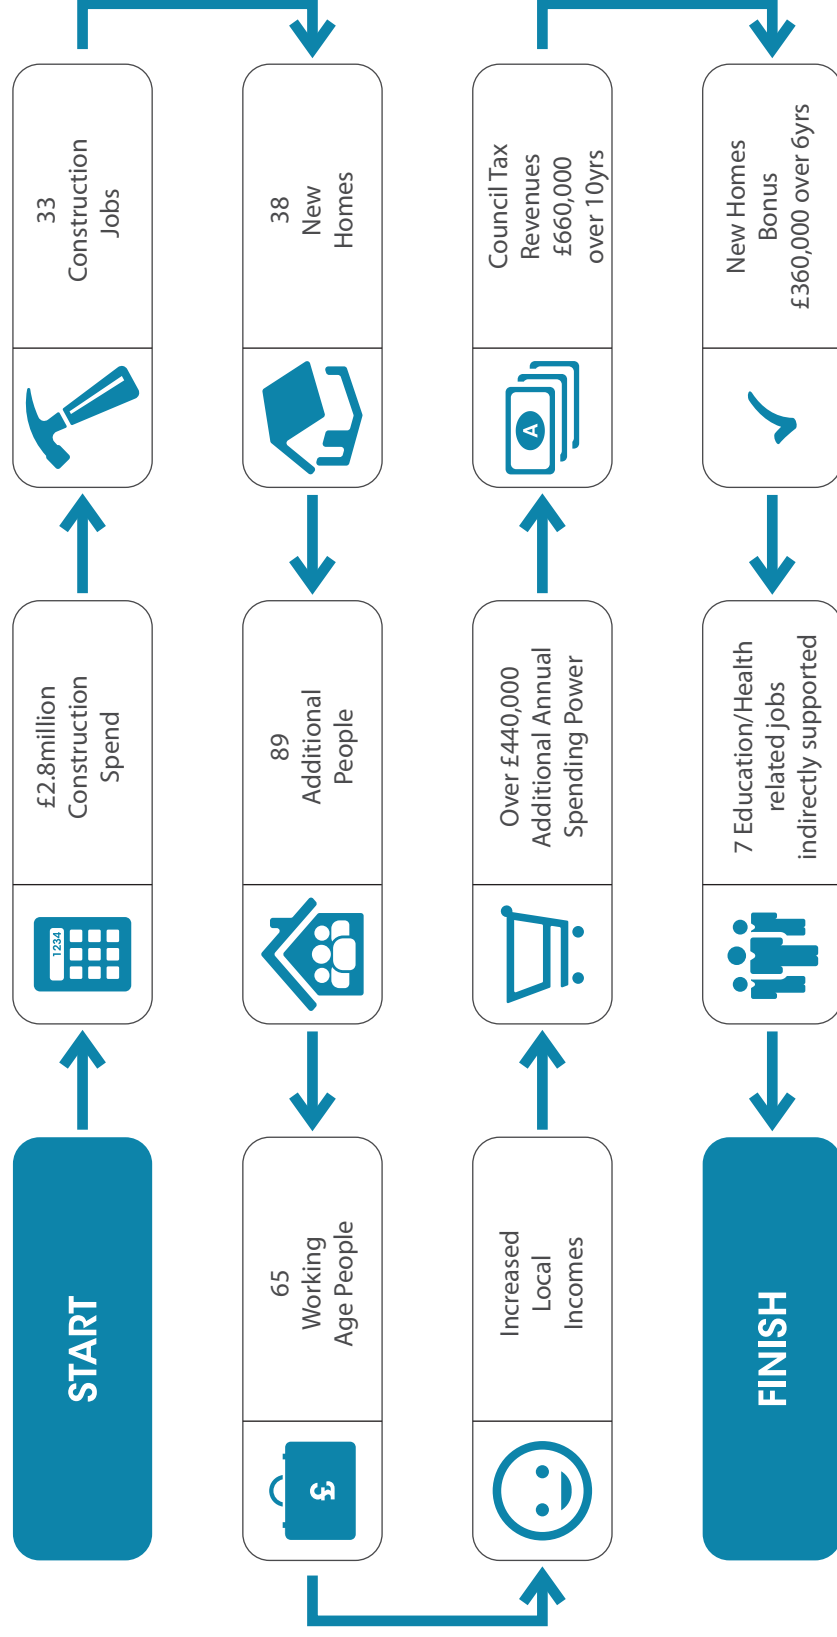 START
1234
£2.8million
Construction
Spend
33
Construction
Jobs
38
New
Homes
89
Additional
People
£
65
Working
Age People
Increased
Local
Incomes
Over £440,000
Additional Annual
Spending Power
A
Council Tax
Revenues
£660,000
over 10yrs
New Homes
Bonus
£360,000 over 6yrs
7 Education/Health
related jobs
indirectly supported
FINISH